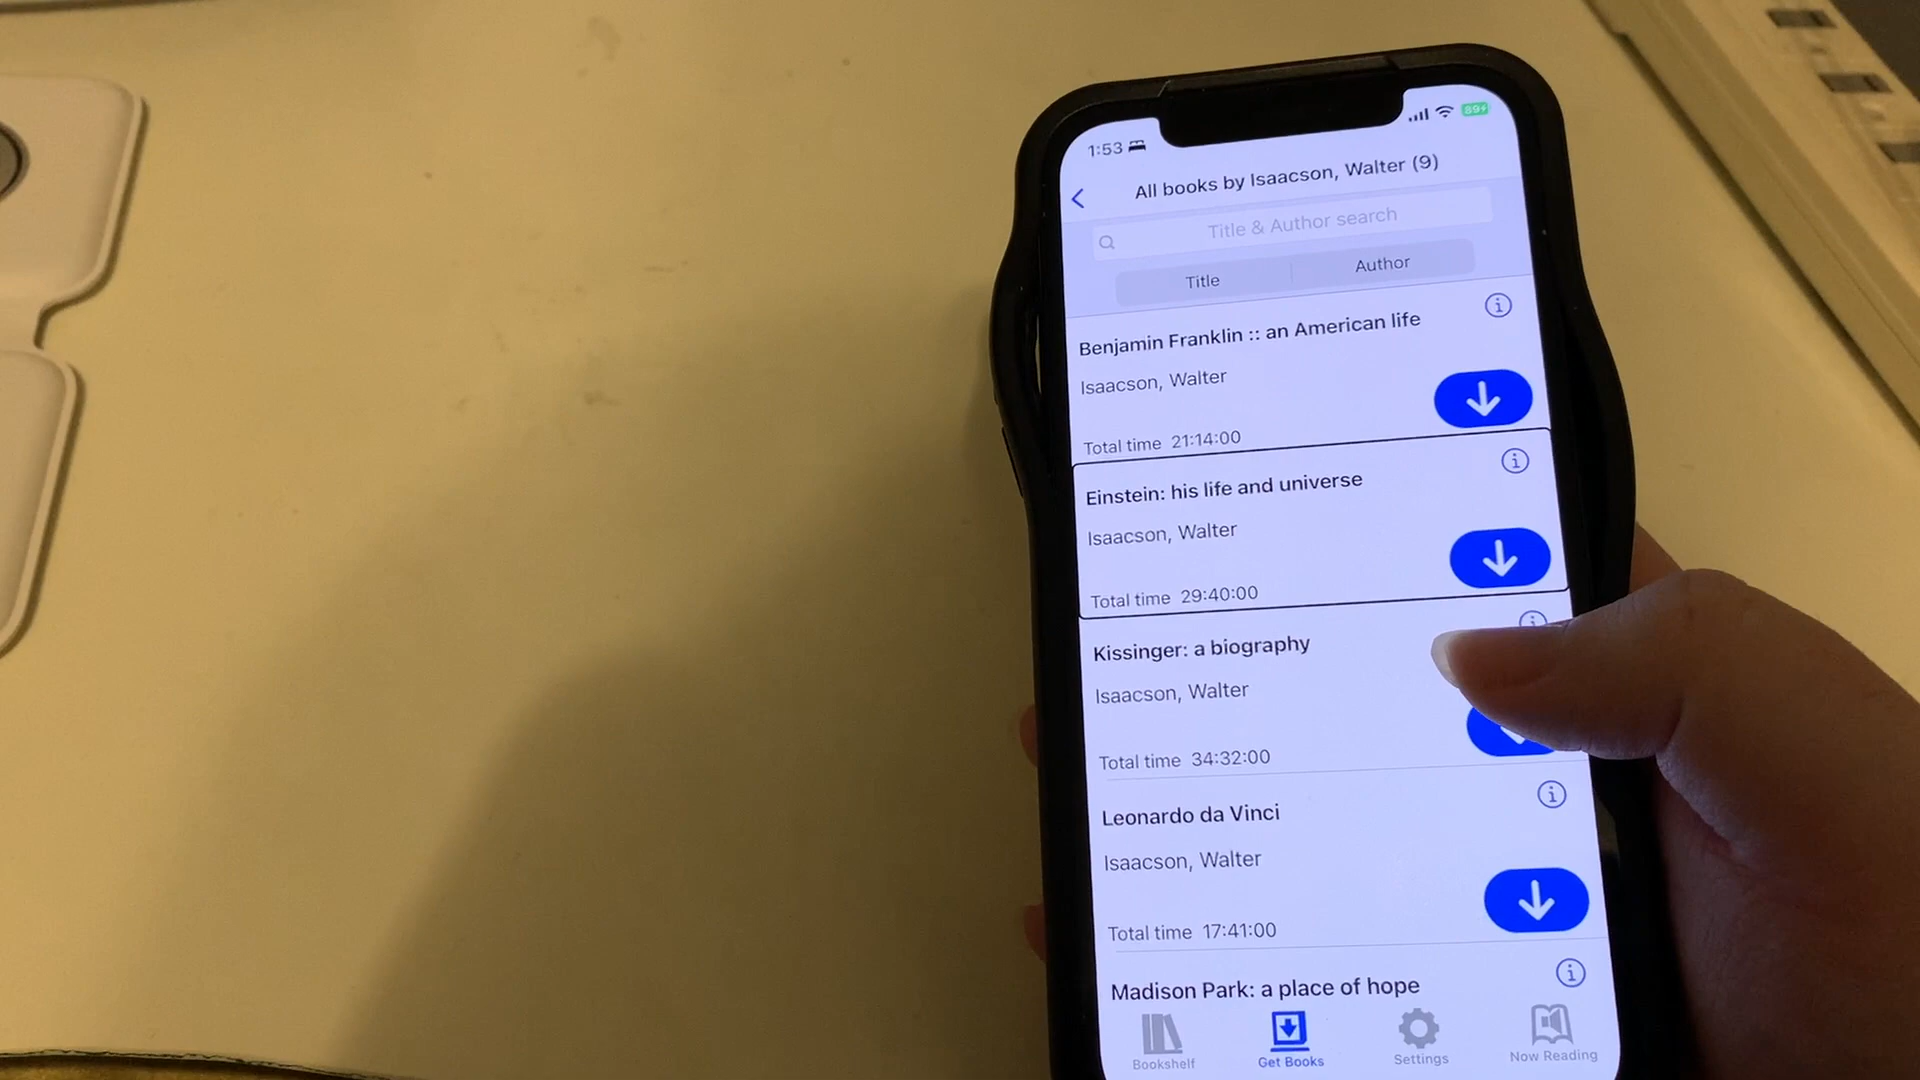 1:53
89
All books by Isaacson, Walter (9)
Title & Author search
Title Author
Benjamin Franklin :: an American life
Isaacson, Walter
Total time 21:14:00
Einstein: his life and universe
Isaacson, Walter
Total time 29:40:00
Kissinger: a biography
Isaacson, Walter
Total time 34:32:00
Leonardo da Vinci
Isaacson, Walter
Total time 17:41:00
Madison Park: a place of hope
Bookshelf Get Books Settings Now Reading